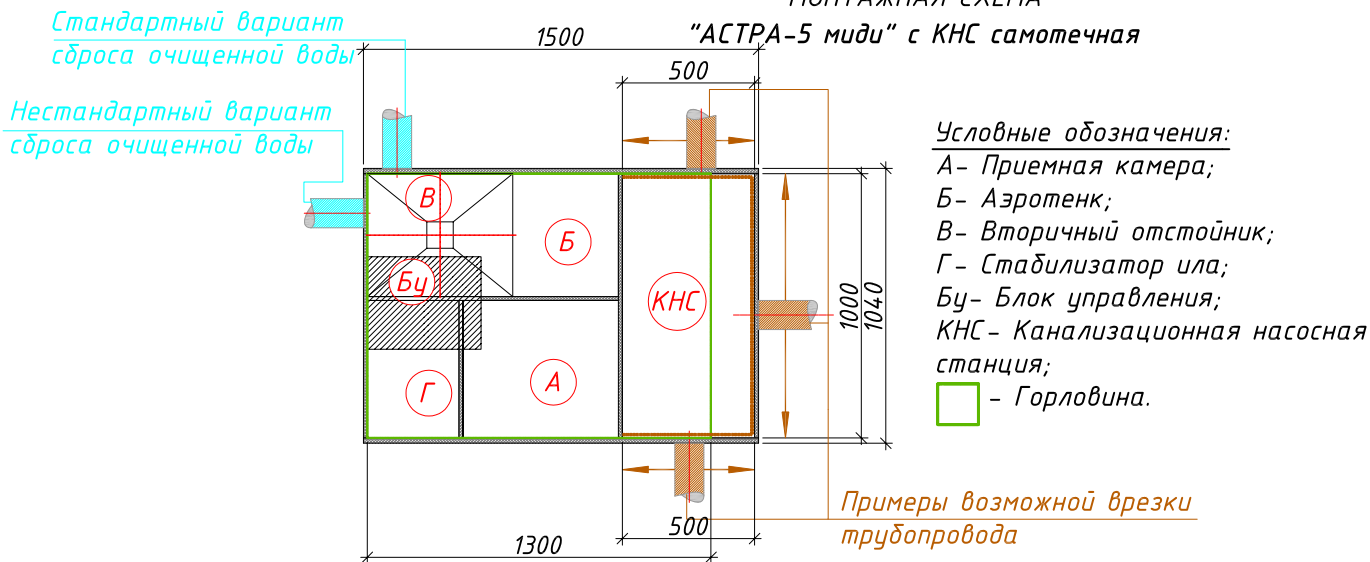 МОНТАЖНАЯ СХЕМА
"АСТРА-5 миди" с КНС самотечная
Стандартный вариант
сброса очищенной воды
Нестандартный вариант
сброса очищенной воды
1500
500
В
Б
Бу
КНС
Г
А
1000
1040
500
1300
Условные обозначения:
А- Приемная камера;
Б- Аэротенк;
В- Вторичный отстойник;
Г- Стабилизатор ила;
Бу- Блок управления;
КНС- Канализационная насосная
станция;
- Горловина.
Примеры возможной врезки
трубопровода